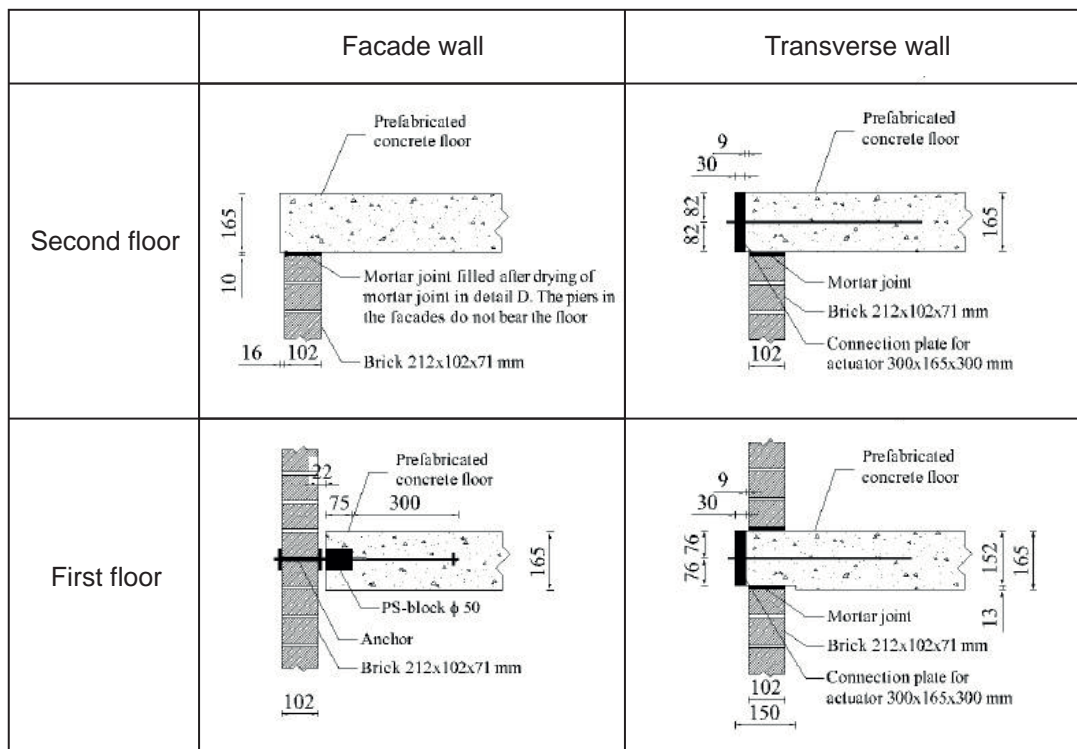 Facade wall
Transverse wall
Second floor
Prefabricated
concrete floor
165
10
Mortar joint filled after drying of
mortar joint in detail D. The piers in
the facades do not bear the floor
16
102
Brick 212x102x71 mm
Prefabricated
concrete floor
9
30
82
82
165
Mortar joint
Brick 212x102x71 mm
Connection plate for
actuator 300x165x300 mm
102
First floor
22
Prefabricated
concrete floor
75
300
165
PS-block ϕ 50
Anchor
Brick 212x102x71 mm
102
Prefabricated
concrete floor
9
30
76
76
152
165
13
Mortar joint
Brick 212x102x71 mm
Connection plate for
actuator 300x165x300 mm
102
150